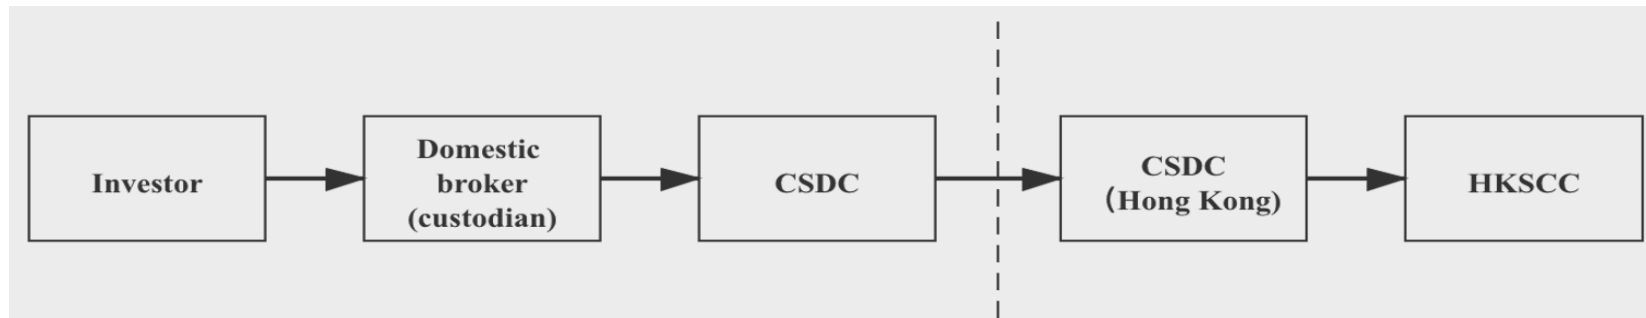 Investor
Domestic
broker
(custodian)
CSDC
CSDC
（Hong Kong)
HKSCC